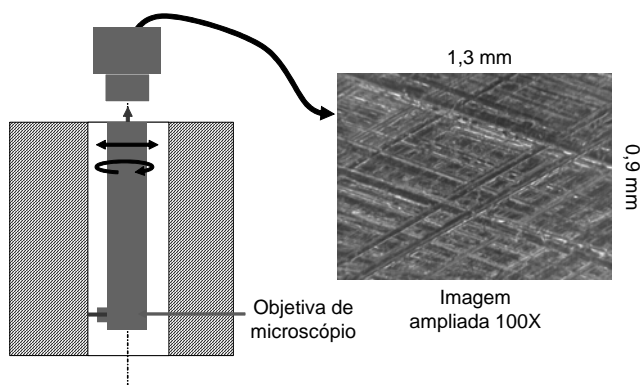 1,3 mm
0,9 mm
Objetiva de
microscópio
Imagem
ampliada 100X